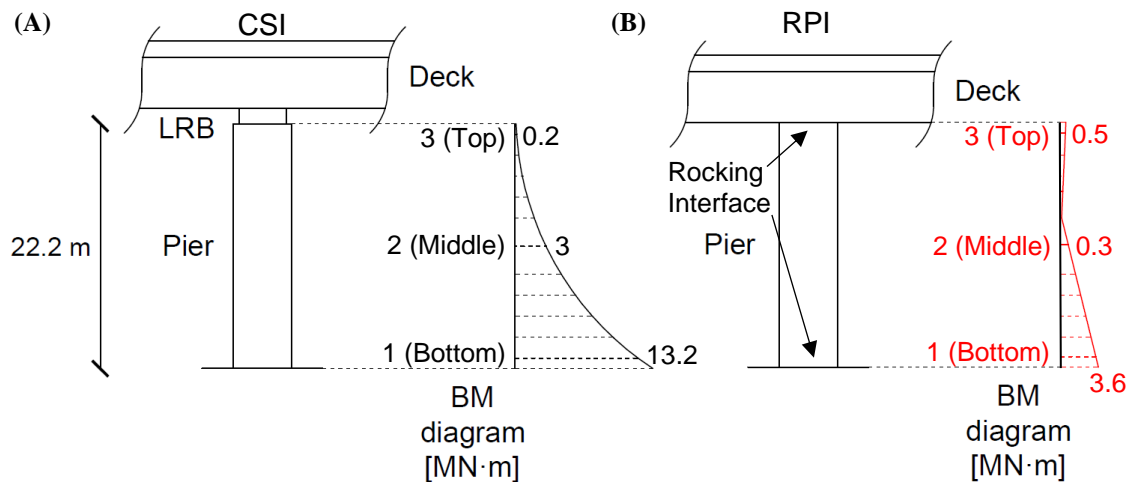 (A)
CSI
Deck
LRB
Pier
22.2 m
3 (Top)
0.2
2 (Middle)
3
1 (Bottom)
13.2
BM
diagram
[MN·m]
(B)
RPI
Deck
Rocking
Interface
Pier
3 (Top)
0.5
2 (Middle)
0.3
1 (Bottom)
3.6
BM
diagram
[MN·m]